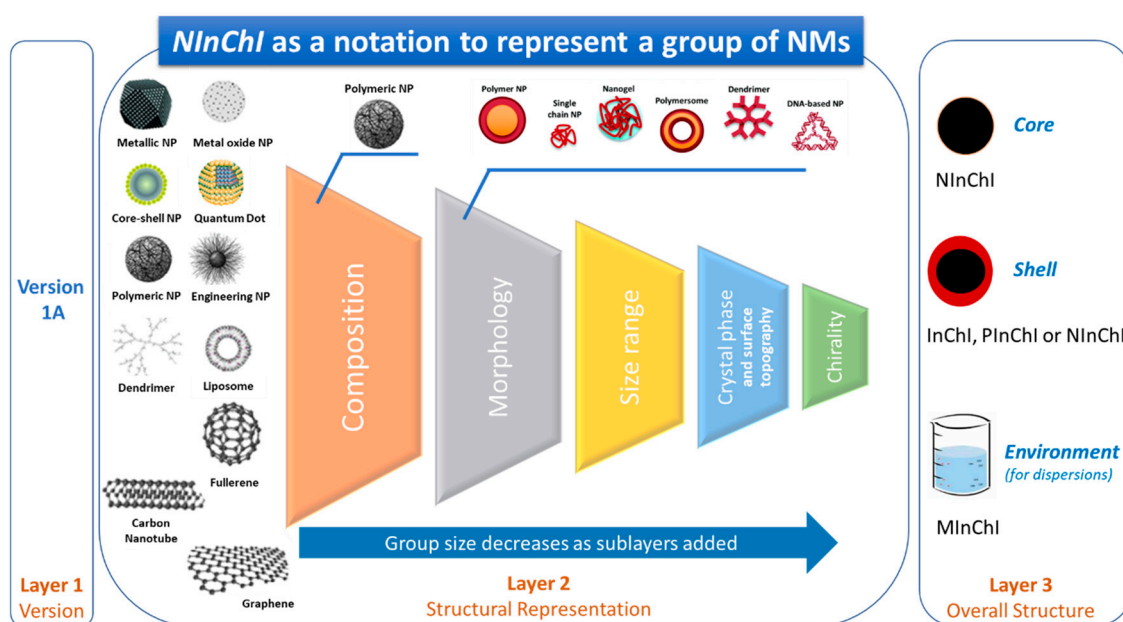 NInChI as a notation to represent a group of NMs
Version
1A
Layer 1
Version
Metallic NP
Metal oxide NP
Core-shell NP
Quantum Dot
Polymeric NP
Engineering NP
Dendrimer
Liposome
Fullerene
Carbon
Nanotube
Graphene
Polymeric NP
Polymer NP
Single
chain NP
Nanogel
Polymersome
Dendrimer
DNA-based NP
Composition
Morphology
Size range
Crystal phase
and surface
topography
Chirality
Group size decreases as sublayers added
Layer 2
Structural Representation
Core
NInChI
Shell
InChI, PInChI or NInChI
Environment
(for dispersions)
MInChI
Layer 3
Overall Structure